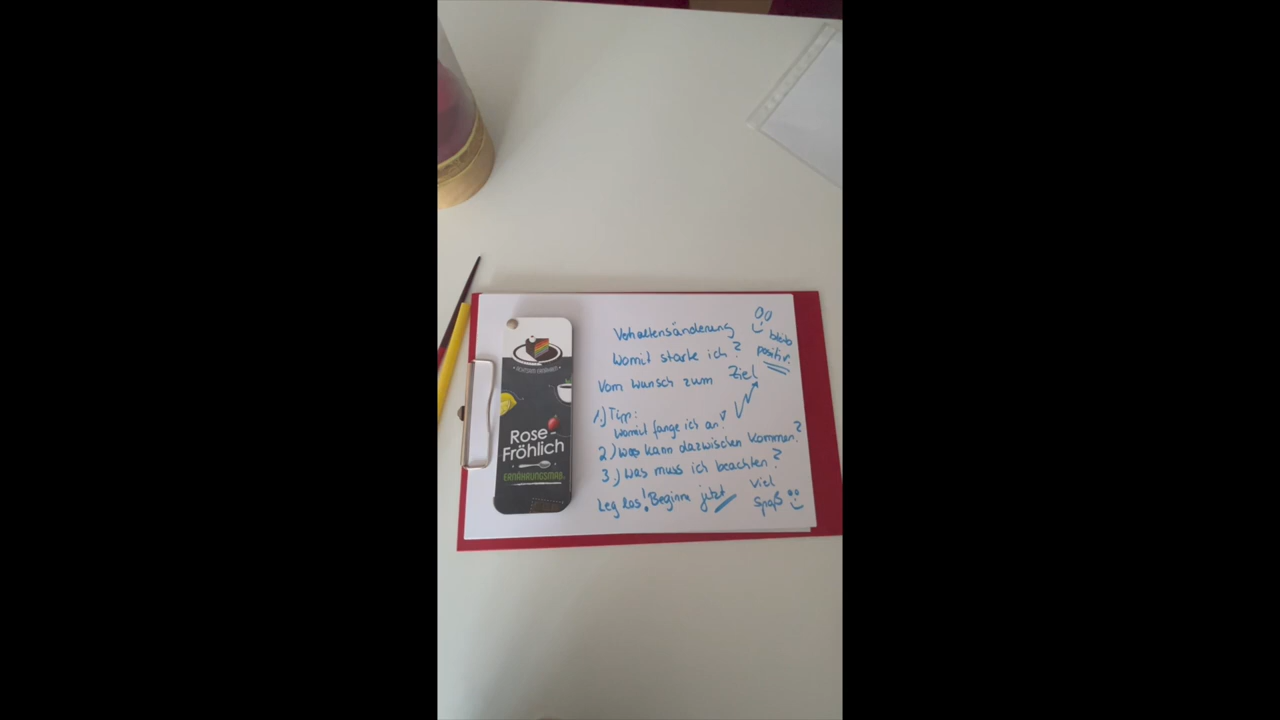 Verhaltensänderung
Womit starte ich?
bleib
positiv.
Vom Wunsch zum Ziel
1.) Tipp:
Womit fange ich an?
2.) Was kann dazwischen kommen?
3.) Was muss ich beachten?
Leg los! Beginne jetzt
viel
Spaß
Rose-
Fröhlich
ERNÄHRUNGSMAß.